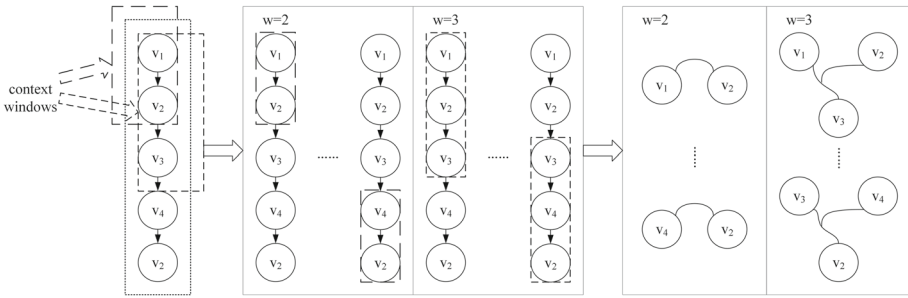 context
windows
v₁
v₂
v₃
v₄
v₂
w=2
v₁
v₂
v₃
v₄
v₂
......
v₁
v₂
v₃
v₄
v₂
w=3
v₁
v₂
v₃
v₄
v₂
......
v₁
v₂
v₃
v₄
v₂
w=2
v₁
v₂
......
v₄
v₂
w=3
v₁
v₂
v₃
......
v₃
v₄
v₂